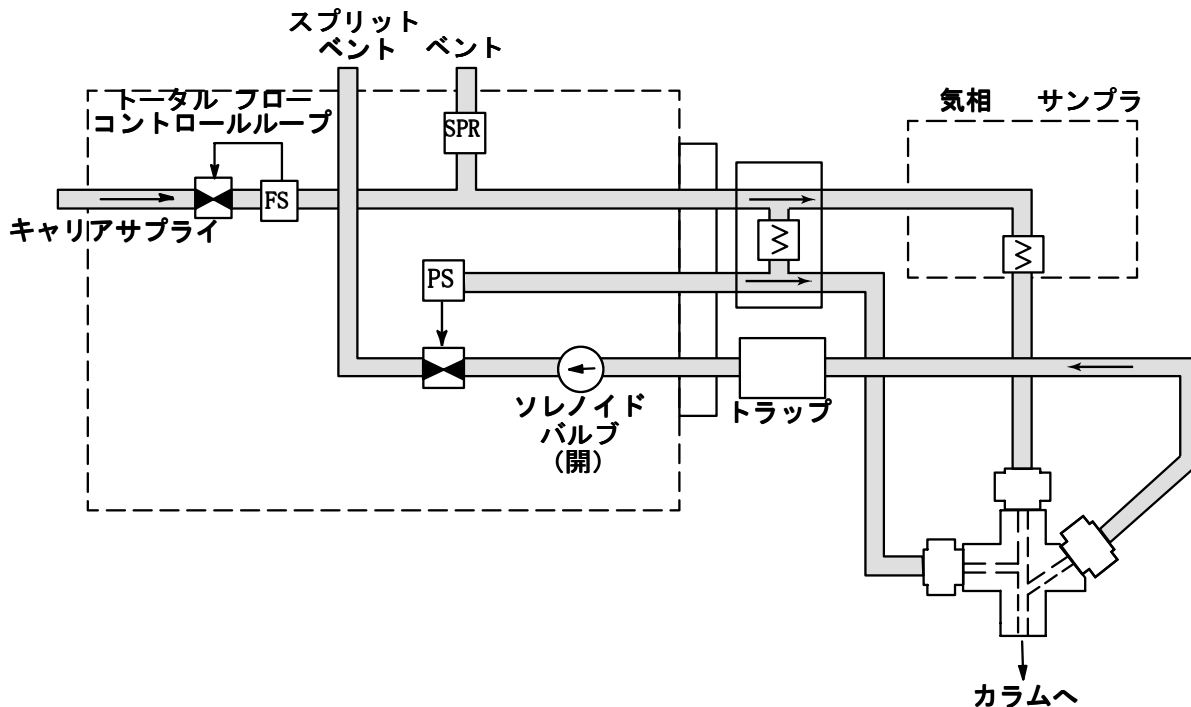 スプリット
ベント
ベント
トータル フロー
コントロールループ
気相 サンプラ
SPR
FS
キャリアサプライ
PS
ソレノイド
バルブ
(開)
トラップ
カラムへ